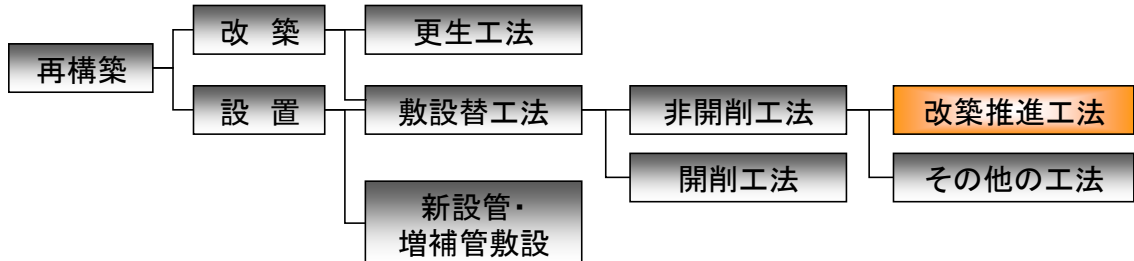 改 築
更生工法
再構築
設 置
敷設替工法
非開削工法
改築推進工法
開削工法
その他の工法
新設管・
増補管敷設